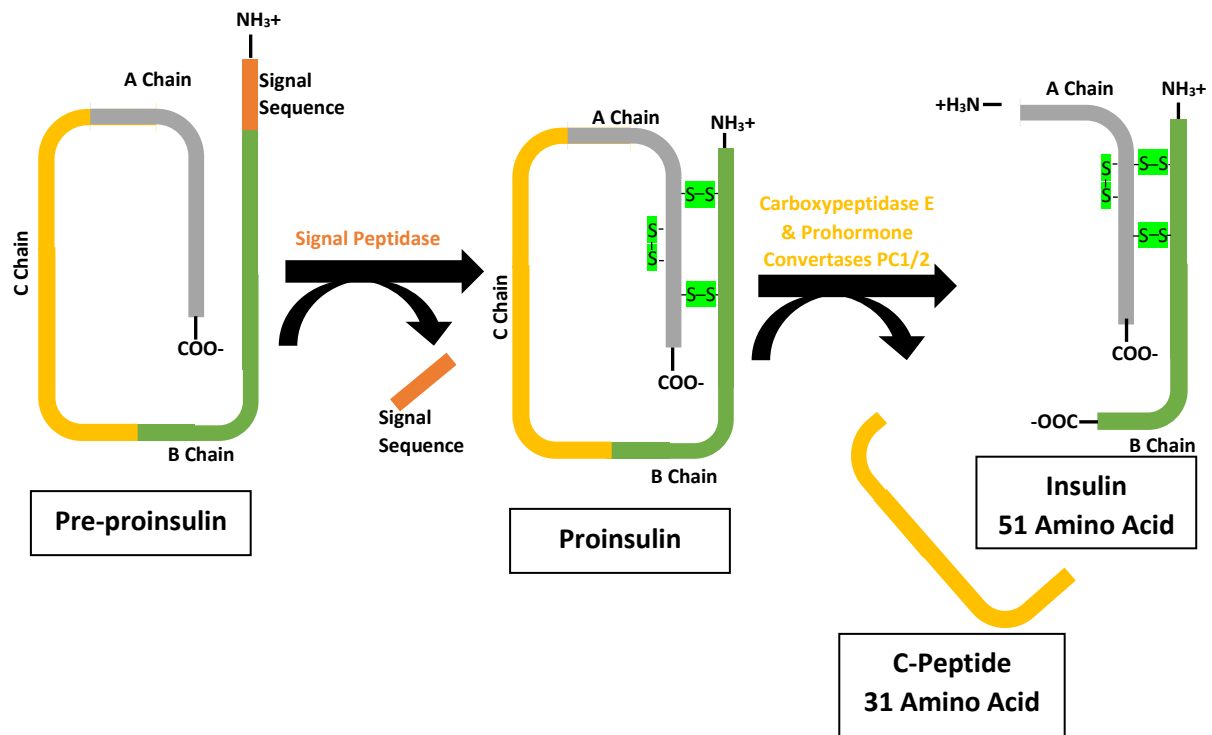 NH₃+
A Chain
Signal
Sequence
C Chain
COO-
B Chain
Pre-proinsulin
Signal Peptidase
Signal
Sequence
A Chain
NH₃+
S-S
S-S
S-S
C Chain
COO-
B Chain
Proinsulin
Carboxypeptidase E
& Prohormone
Convertases PC1/2
A Chain
+H₃N
NH₃+
S-S
S-S
S-S
COO-
-OOC
B Chain
Insulin
51 Amino Acid
C-Peptide
31 Amino Acid